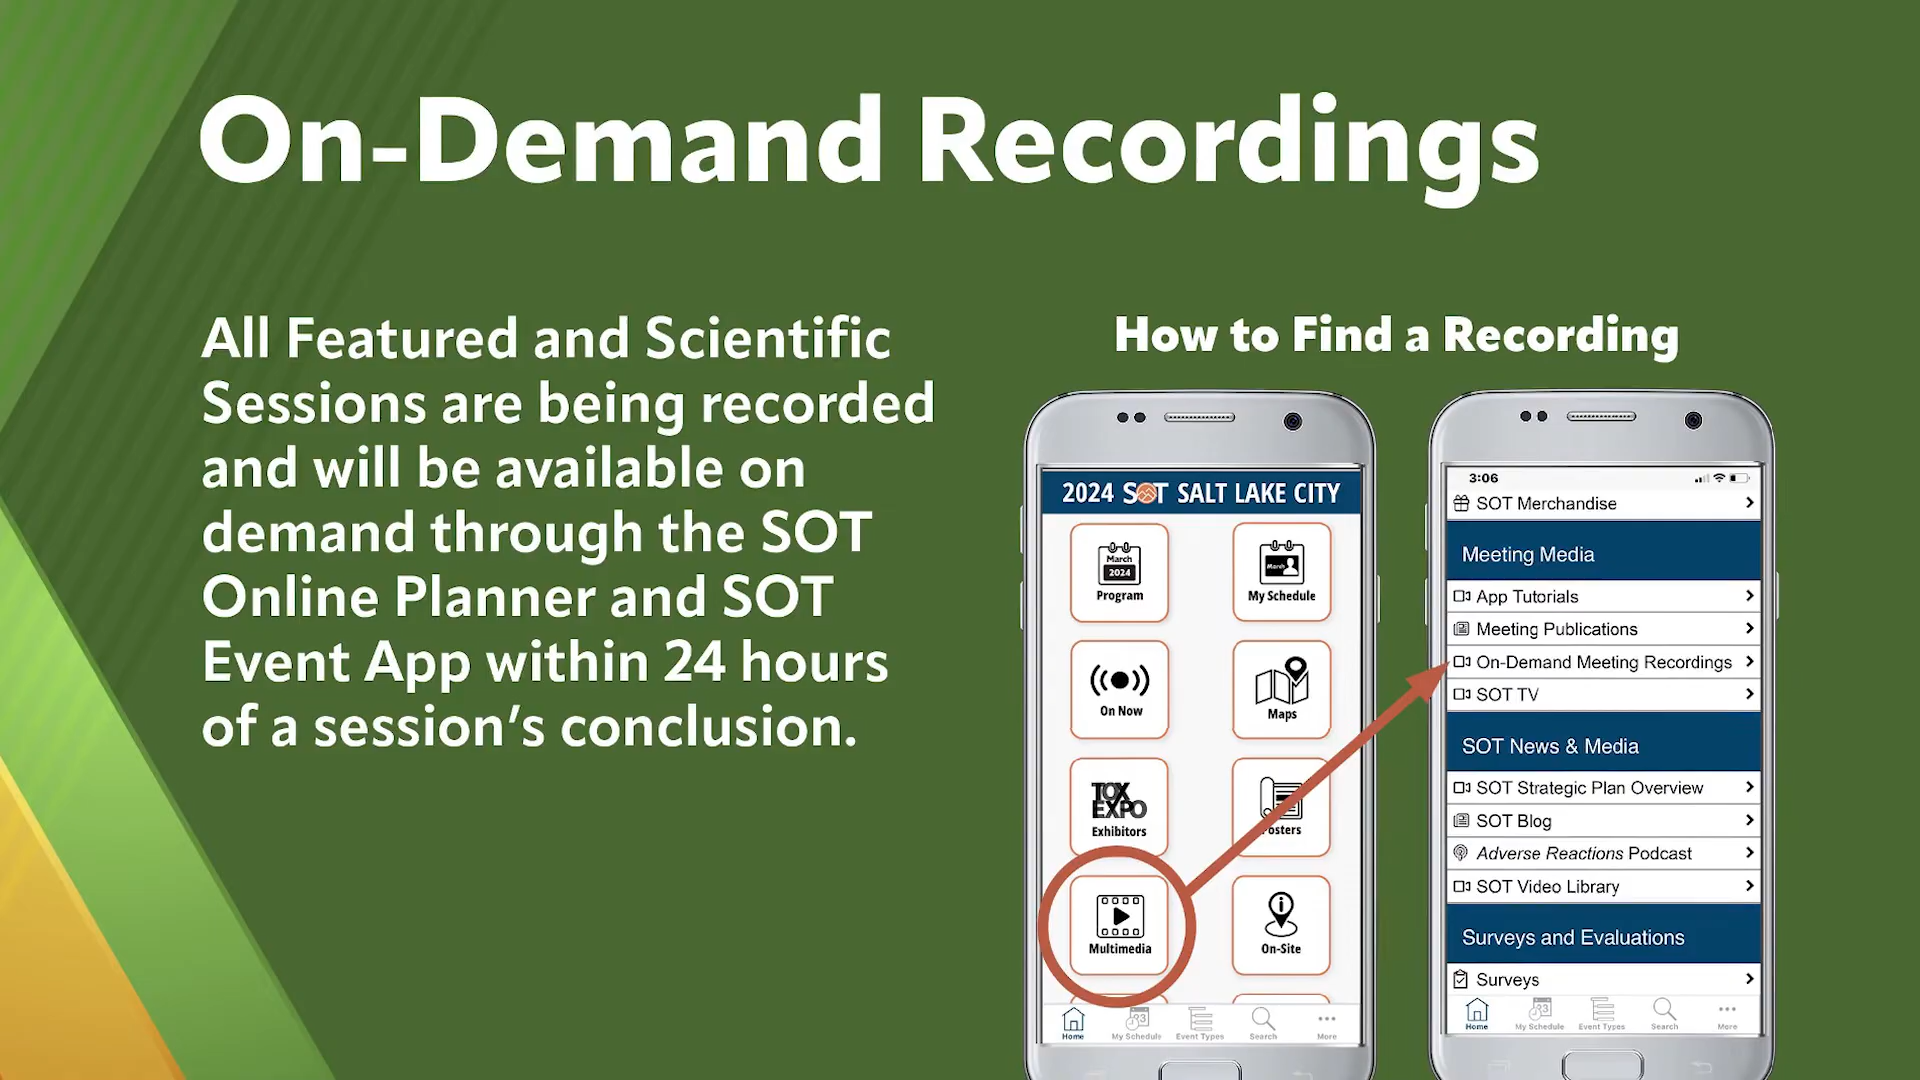 On-Demand Recordings
All Featured and Scientific
Sessions are being recorded
and will be available on
demand through the SOT
Online Planner and SOT
Event App within 24 hours
of a session’s conclusion.
How to Find a Recording
2024 SOT SALT LAKE CITY
March
2024
Program
March
My Schedule
On Now
Maps
TOX
EXPO
Exhibitors
Posters
Multimedia
On-Site
Home
23
My Schedule
Event Types
Search
More
3:06
SOT Merchandise
Meeting Media
App Tutorials
Meeting Publications
On-Demand Meeting Recordings
SOT TV
SOT News & Media
SOT Strategic Plan Overview
SOT Blog
Adverse Reactions Podcast
SOT Video Library
Surveys and Evaluations
Surveys
Home
23
My Schedule
Event Types
Search
More